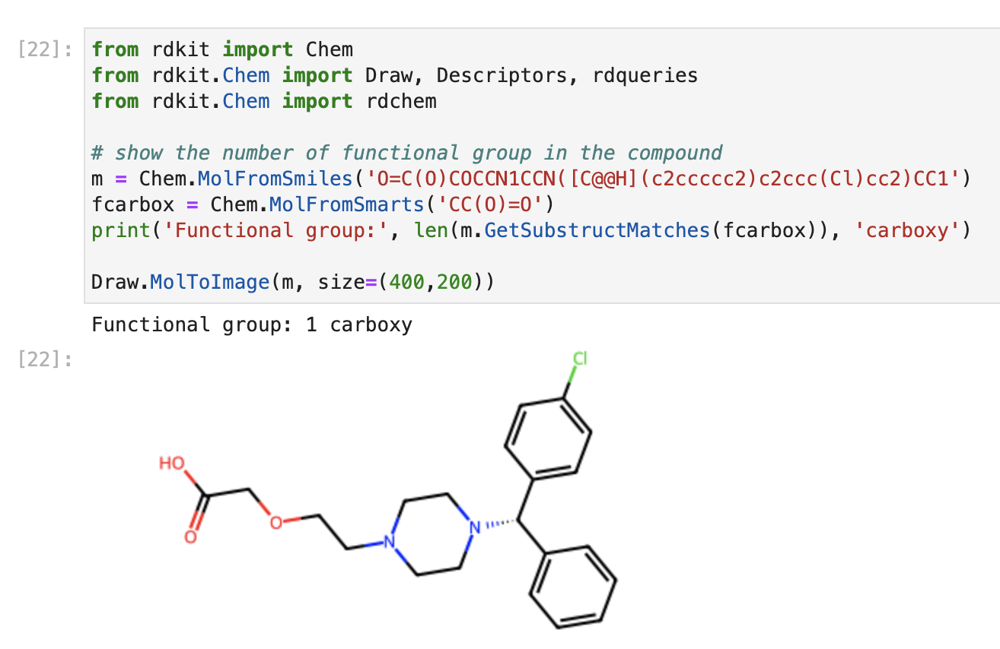 [22]: from rdkit import Chem
from rdkit.Chem import Draw, Descriptors, rdqueries
from rdkit.Chem import rdchem
# show the number of functional group in the compound
m = Chem.MolFromSmiles('O=C(O)COCCN1CCN([C@@H](c2ccccc2)c2ccc(Cl)cc2)CC1')
fcarbox = Chem.MolFromSmarts('CC(O)=O')
print('Functional group:', len(m.GetSubstructMatches(fcarbox)), 'carboxy')
Draw.MolToImage(m, size=(400,200))
Functional group: 1 carboxy
[22]:
Cl
HO
O
O
N
N